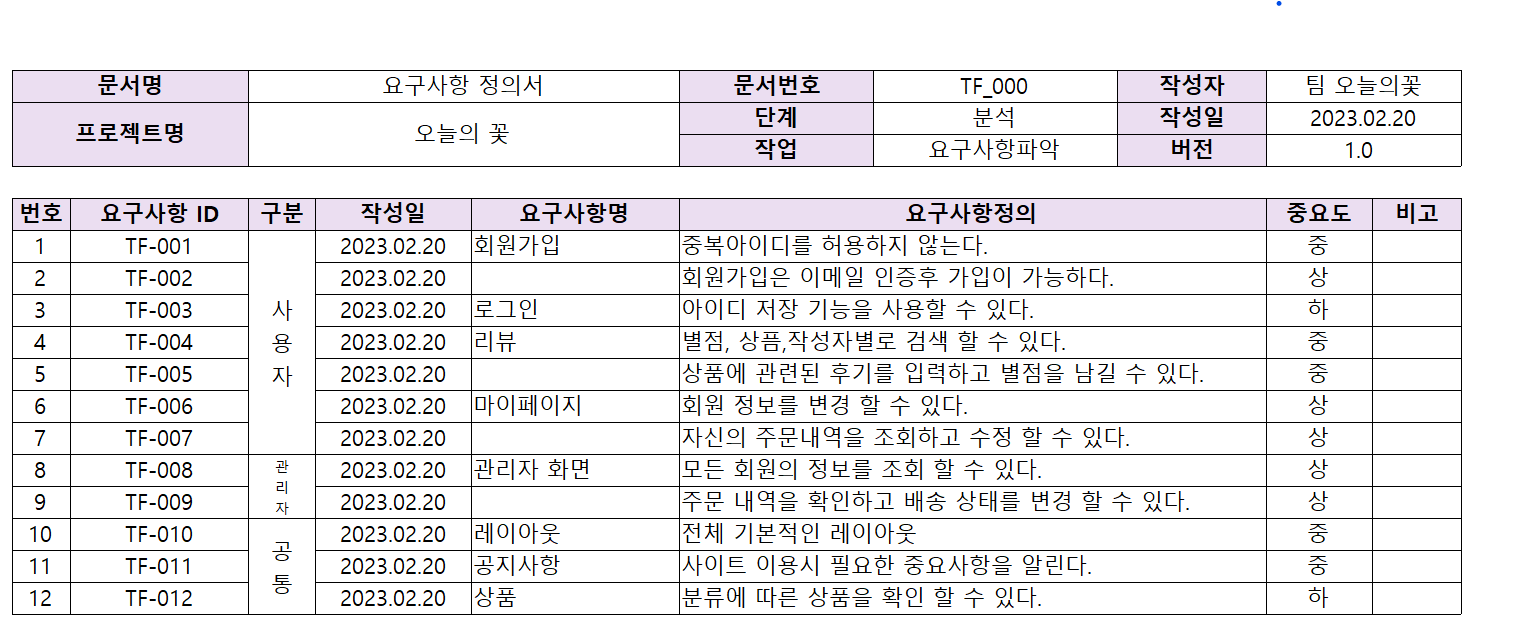 문서명 요구사항 정의서 문서번호 TF_000 작성자 팀 오늘의꽃
프로젝트명 오늘의 꽃 단계 분석 작성일 2023.02.20
작업 요구사항파악 버전 1.0
번호 요구사항 ID 구분 작성일 요구사항명 요구사항정의 중요도 비고
1 TF-001 사용자 2023.02.20 회원가입 중복아이디를 허용하지 않는다. 중
2 TF-002 2023.02.20 회원가입은 이메일 인증후 가입이 가능하다. 상
3 TF-003 2023.02.20 로그인 아이디 저장 기능을 사용할 수 있다. 하
4 TF-004 2023.02.20 리뷰 별점, 상픔,작성자별로 검색 할 수 있다. 중
5 TF-005 2023.02.20 상품에 관련된 후기를 입력하고 별점을 남길 수 있다. 중
6 TF-006 2023.02.20 마이페이지 회원 정보를 변경 할 수 있다. 상
7 TF-007 2023.02.20 자신의 주문내역을 조회하고 수정 할 수 있다. 상
8 TF-008 관리자 2023.02.20 관리자 화면 모든 회원의 정보를 조회 할 수 있다. 상
9 TF-009 2023.02.20 주문 내역을 확인하고 배송 상태를 변경 할 수 있다. 상
10 TF-010 공통 2023.02.20 레이아웃 전체 기본적인 레이아웃 중
11 TF-011 2023.02.20 공지사항 사이트 이용시 필요한 중요사항을 알린다. 중
12 TF-012 2023.02.20 상품 분류에 따른 상품을 확인 할 수 있다. 하